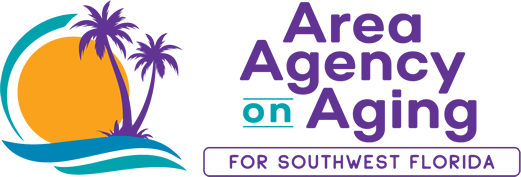 Area
Agency
on Aging
FOR SOUTHWEST FLORIDA